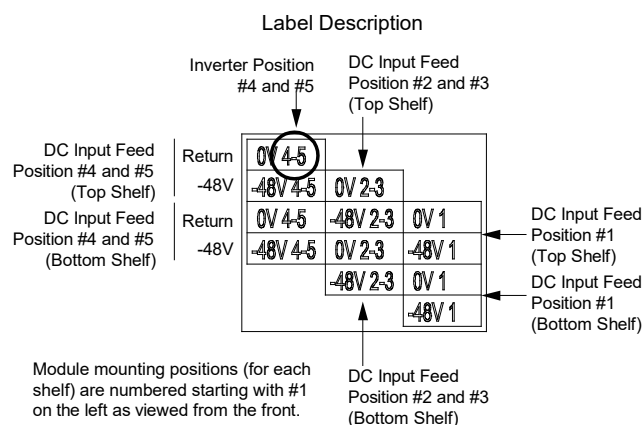 Label Description
Inverter Position
#4 and #5
DC Input Feed
Position #2 and #3
(Top Shelf)
DC Input Feed
Position #4 and #5
(Top Shelf)
Return
-48V
DC Input Feed
Position #4 and #5
(Bottom Shelf)
Return
-48V
0V 4-5
-48V 4-5 0V 2-3
0V 4-5 -48V 2-3 0V 1
-48V 4-5 0V 2-3 -48V 1
-48V 2-3 0V 1
-48V 1
DC Input Feed
Position #1
(Top Shelf)
DC Input Feed
Position #1
(Bottom Shelf)
Module mounting positions (for each
shelf) are numbered starting with #1
on the left as viewed from the front.
DC Input Feed
Position #2 and #3
(Bottom Shelf)